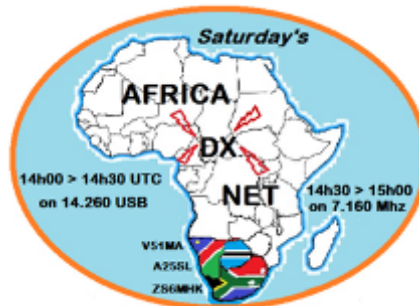 Saturday's
AFRICA
DX
NET
14h00 > 14h30 UTC
on 14.260 USB
14h30 > 15h00
on 7.160 Mhz
V51MA
A25SL
ZS6MHK